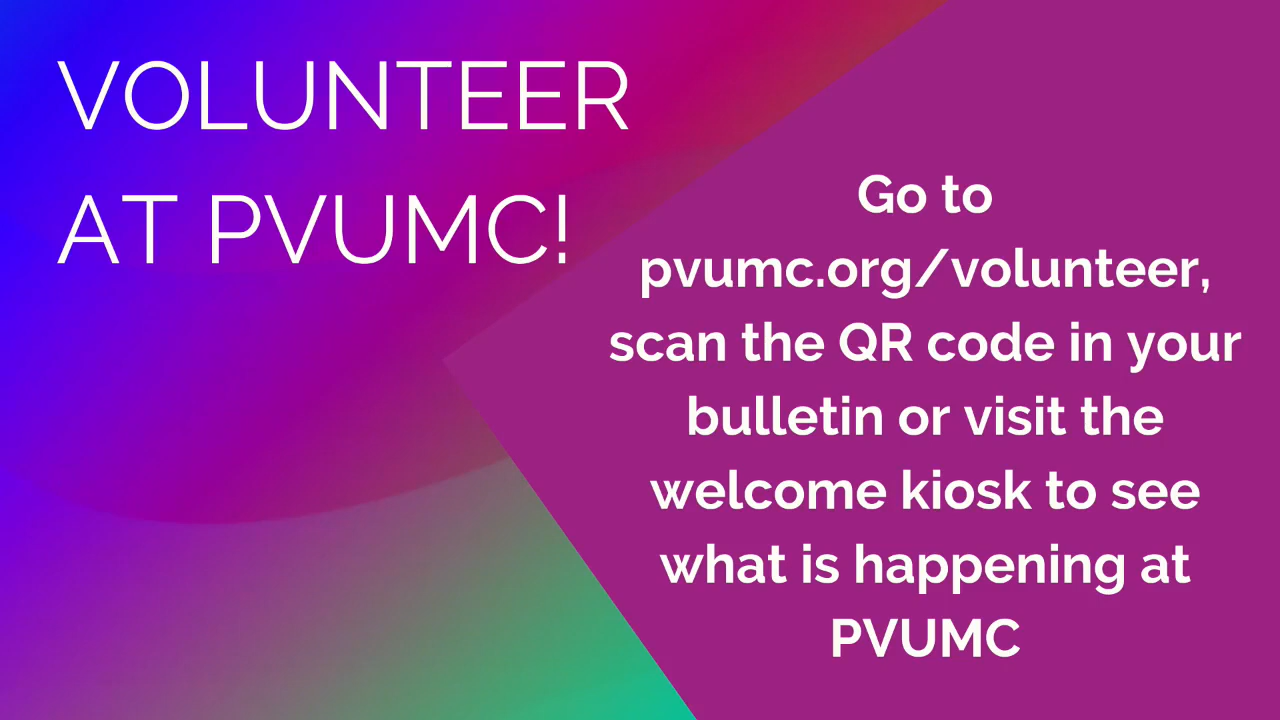 VOLUNTEER
AT PVUMC!
Go to
pvumc.org/volunteer,
scan the QR code in your
bulletin or visit the
welcome kiosk to see
what is happening at
PVUMC